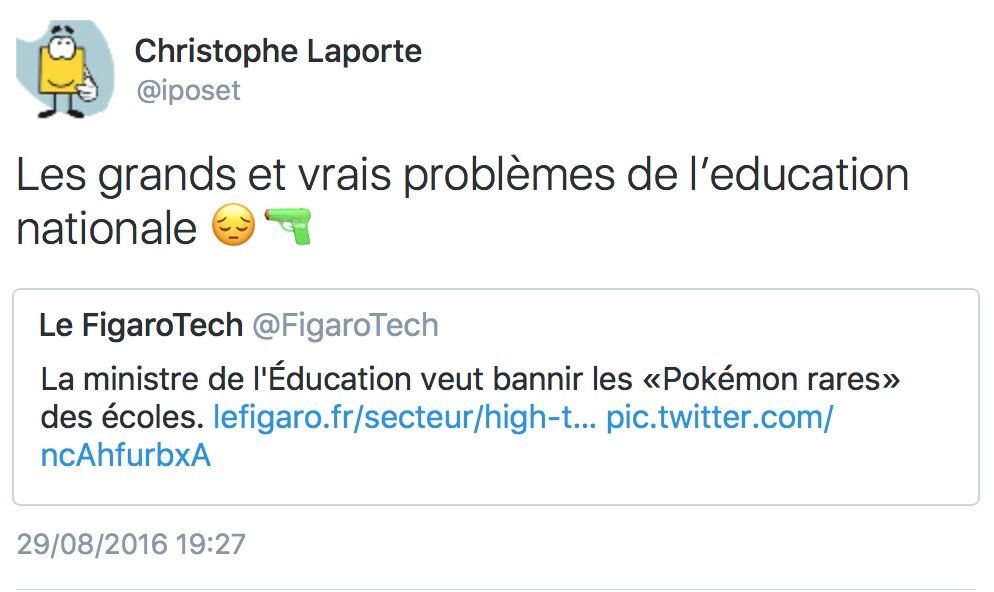 Christophe Laporte
@iposet
Les grands et vrais problèmes de l’education
nationale 😔🔫
Le FigaroTech @FigaroTech
La ministre de l'Éducation veut bannir les «Pokémon rares»
des écoles. lefigaro.fr/secteur/high-t... pic.twitter.com/
ncAhfurbxA
29/08/2016 19:27